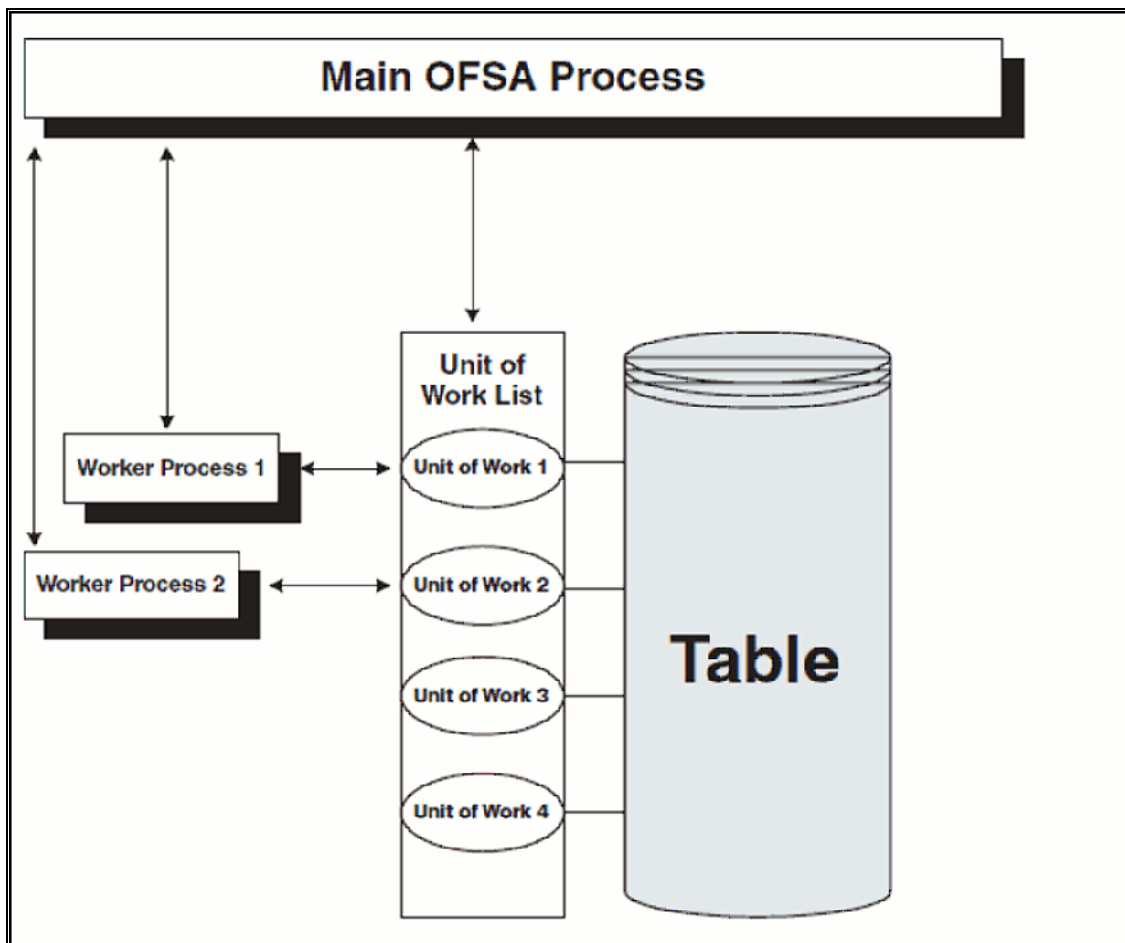 Main OFSA Process
Unit of
Work List
Worker Process 1
Unit of Work 1
Worker Process 2
Unit of Work 2
Unit of Work 3
Unit of Work 4
Table